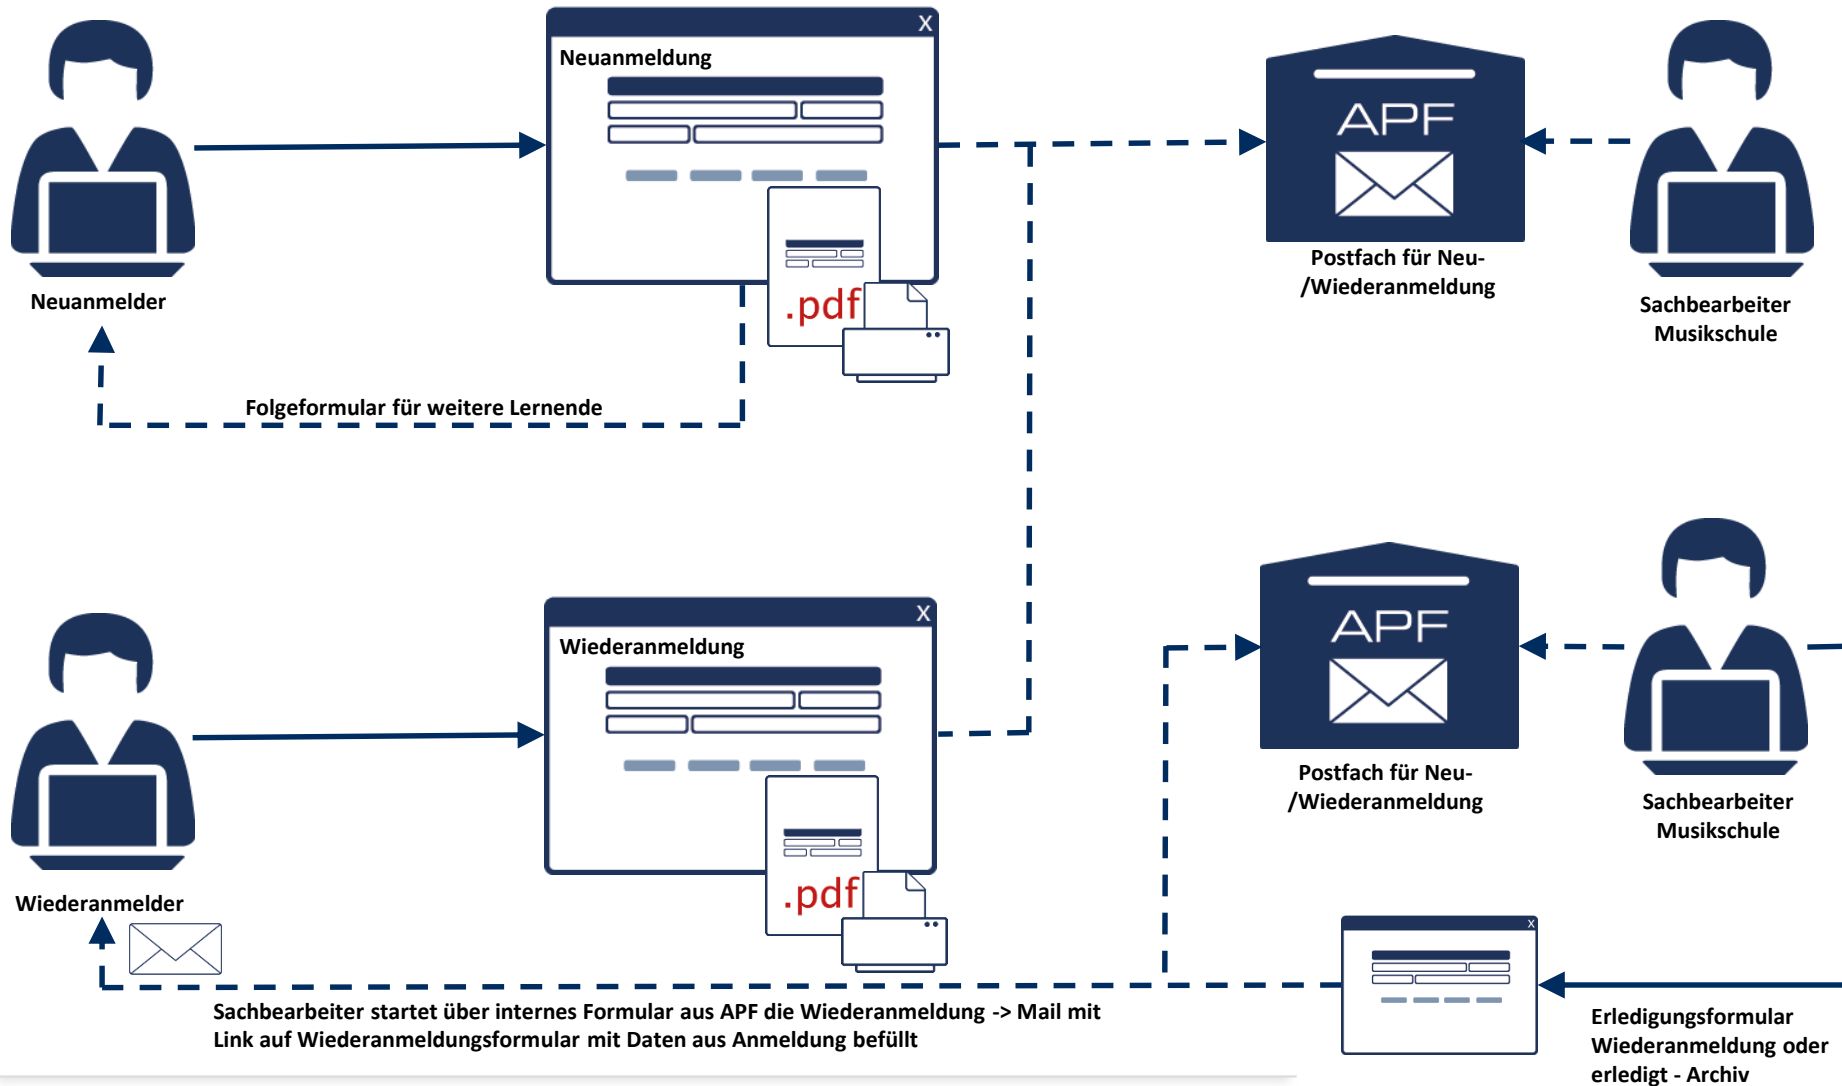 X
Neuanmeldung
APF
.pdf
Postfach für Neu-
/Wiederanmeldung
Neuanmelder
Sachbearbeiter
Musikschule
Folgeformular für weitere Lernende
X
Wiederanmeldung
APF
Postfach für Neu-
/Wiederanmeldung
Sachbearbeiter
Musikschule
.pdf
Wiederanmelder
X
Sachbearbeiter startet über internes Formular aus APF die Wiederanmeldung -> Mail mit
Link auf Wiederanmeldungsformular mit Daten aus Anmeldung befüllt
Erledigungsformular
Wiederanmeldung oder
erledigt - Archiv